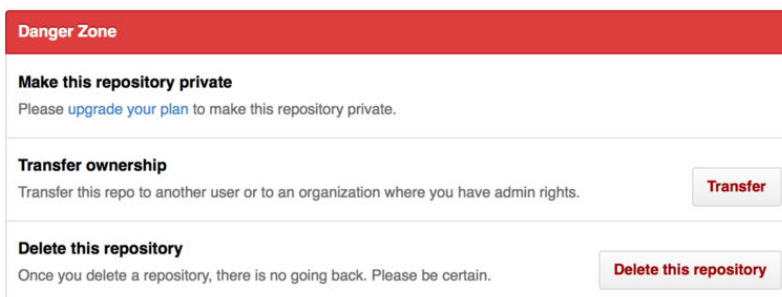 Danger Zone
Make this repository private
Please upgrade your plan to make this repository private.
Transfer ownership
Transfer this repo to another user or to an organization where you have admin rights.
Transfer
Delete this repository
Once you delete a repository, there is no going back. Please be certain.
Delete this repository